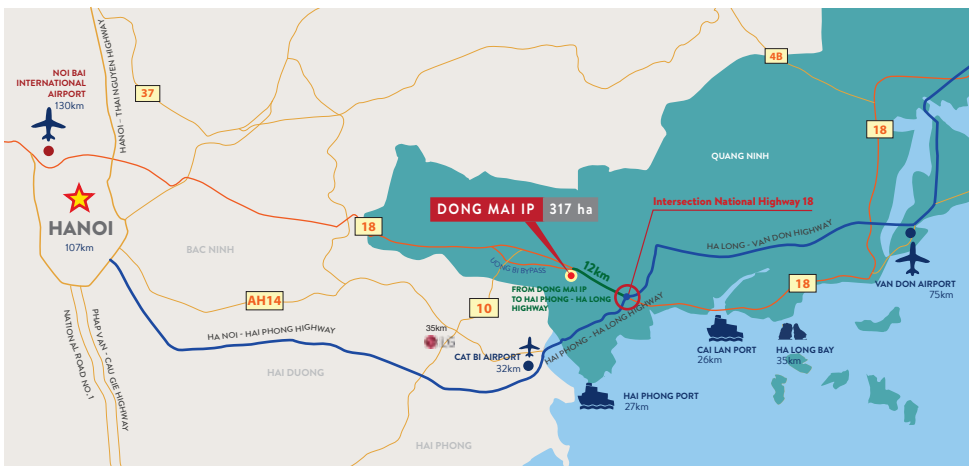 NOI BAI
INTERNATIONAL
AIRPORT
130km
HANOI - THAI NGUYEN HIGHWAY
37
4B
18
QUANG NINH
HANOI
107km
BAC NINH
18
DONG MAI IP 317 ha
Intersection National Highway 18
HA LONG - VAN DON HIGHWAY
UONG BI BYPASS
12km
FROM DONG MAI IP
TO HAI PHONG - HA LONG
HIGHWAY
VAN DON AIRPORT
75km
18
AH14
10
NATIONAL ROAD NO.1
PHAP VAN - CAU GIE HIGHWAY
HA NOI - HAI PHONG HIGHWAY
35km
LG
CAT BI AIRPORT
32km
HAI PHONG - HA LONG HIGHWAY
CAI LAN PORT
26km
HA LONG BAY
35km
HAI DUONG
HAI PHONG PORT
27km
HAI PHONG